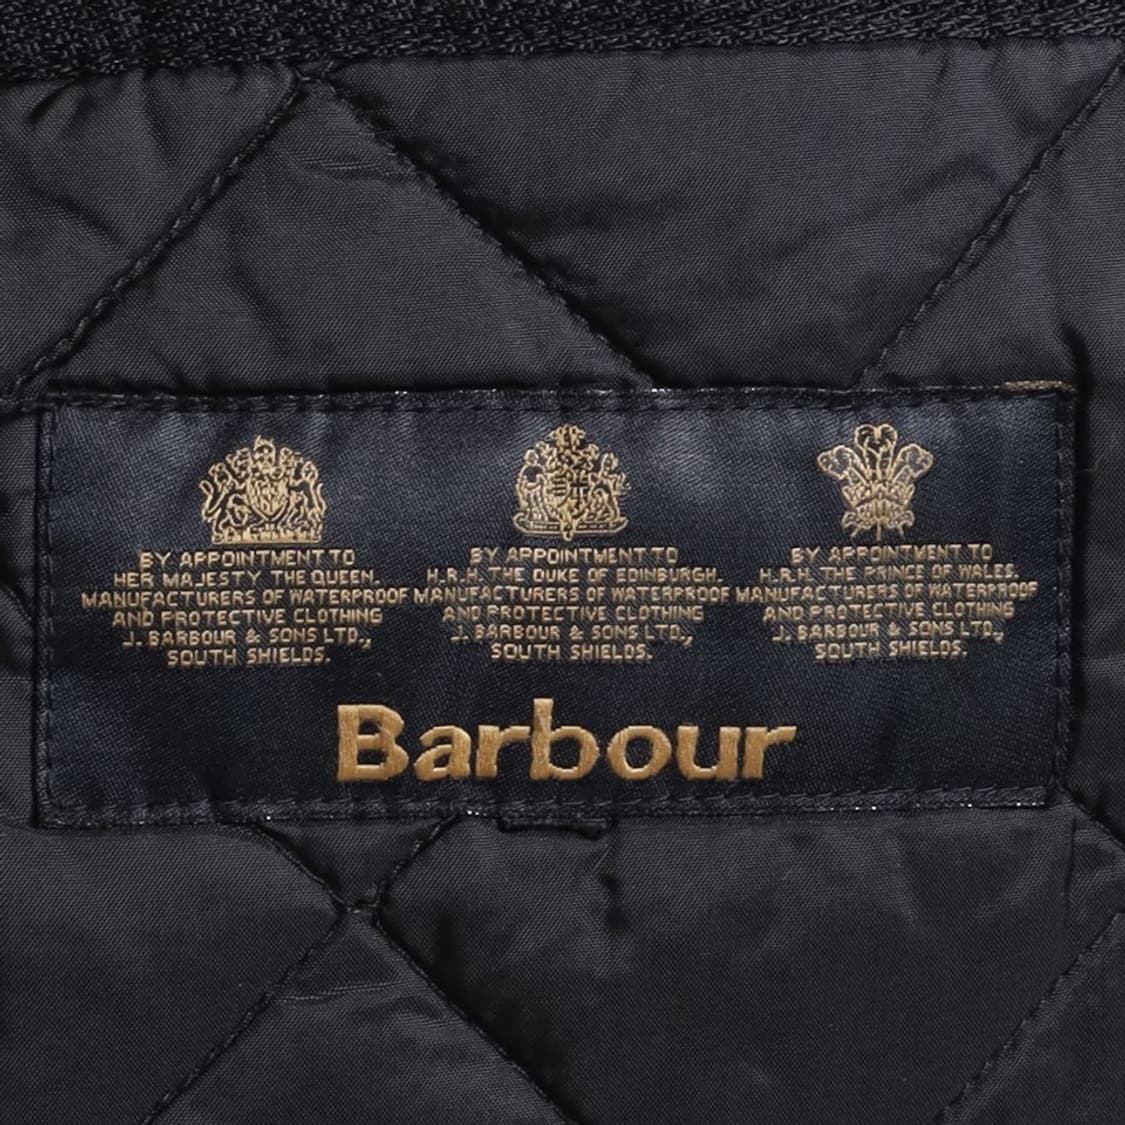 BY APPOINTMENT TO
HER MAJESTY THE QUEEN.
MANUFACTURERS OF WATERPROOF
AND PROTECTIVE CLOTHING
J. BARBOUR & SONS LTD.,
SOUTH SHIELDS.
BY APPOINTMENT TO
H.R.H. THE DUKE OF EDINBURGH.
MANUFACTURERS OF WATERPROOF
AND PROTECTIVE CLOTHING
J. BARBOUR & SONS LTD.,
SOUTH SHIELDS.
BY APPOINTMENT TO
H.R.H. THE PRINCE OF WALES.
MANUFACTURERS OF WATERPROOF
AND PROTECTIVE CLOTHING
J. BARBOUR & SONS LTD.,
SOUTH SHIELDS.
Barbour